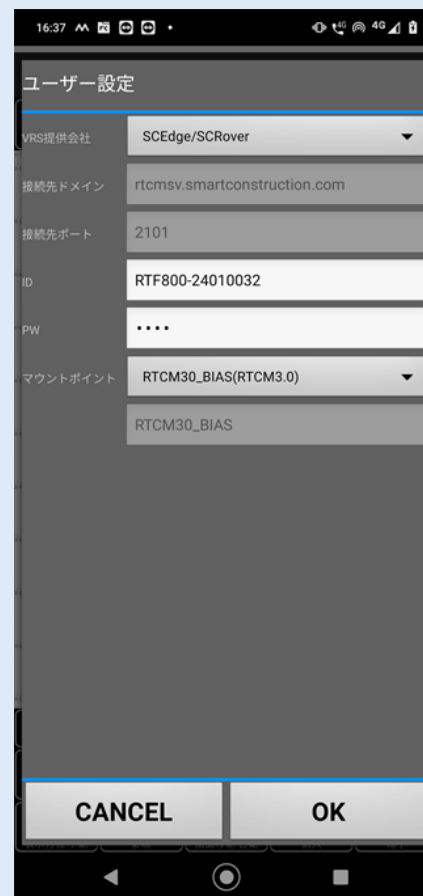 16:37
4G 4G
ユーザー設定
VRS提供会社 SCEdge/SCRover
接続先ドメイン rtcmsv.smartconstruction.com
接続先ポート 2101
ID RTF800-24010032
PW ････
マウントポイント RTCM30_BIAS(RTCM3.0)
RTCM30_BIAS
CANCEL OK